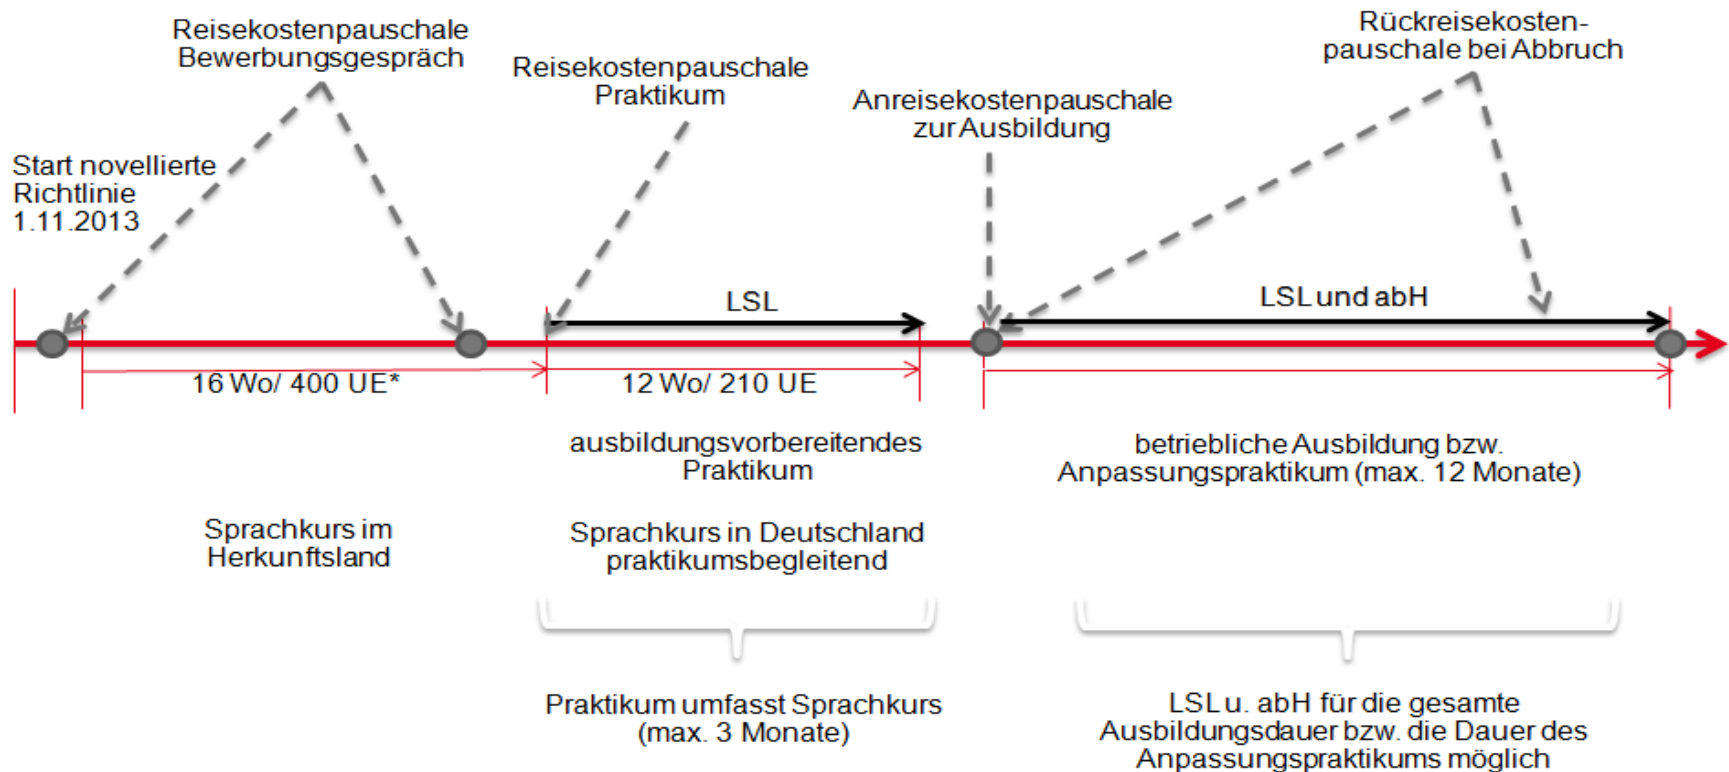 Reisekostenpauschale
Bewerbungsgespräch
Reisekostenpauschale
Praktikum
Anreisekostenpauschale
zur Ausbildung
Rückreisekosten-
pauschale bei Abbruch
Start novellierte
Richtlinie
1.11.2013
LSL
LSL und abH
16 Wo/ 400 UE*
12 Wo/ 210 UE
ausbildungsvorbereitendes
Praktikum
betriebliche Ausbildung bzw.
Anpassungspraktikum (max. 12 Monate)
Sprachkurs im
Herkunftsland
Sprachkurs in Deutschland
praktikumsbegleitend
Praktikum umfasst Sprachkurs
(max. 3 Monate)
LSL u. abH für die gesamte
Ausbildungsdauer bzw. die Dauer des
Anpassungspraktikums möglich